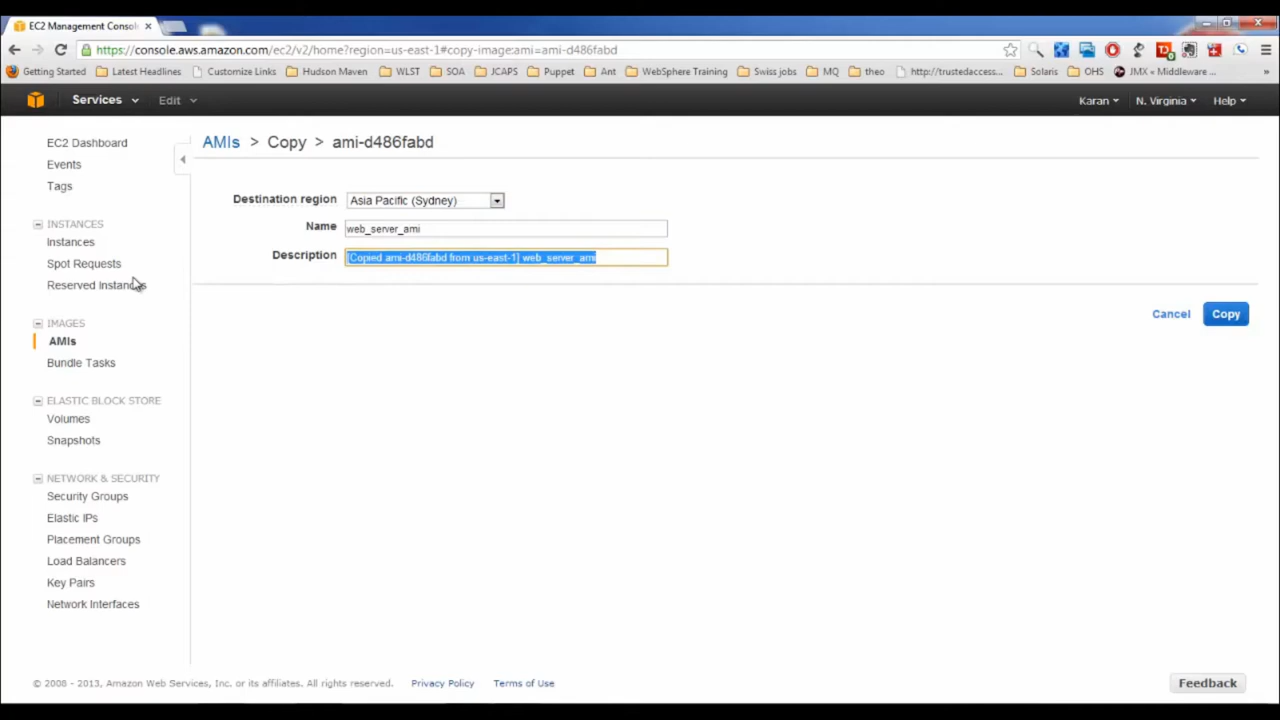 EC2 Management Consol
https://console.aws.amazon.com/ec2/v2/home?region=us-east-1#copy-image:ami=ami-d486fabd
Getting Started Latest Headlines Customize Links Hudson Maven WLST SOA JCAPS Puppet Ant WebSphere Training Swiss jobs MQ theo http://trustedaccess... Solaris OHS JMX « Middleware ... »
Services Edit Karan N. Virginia Help
EC2 Dashboard
Events
Tags
INSTANCES
Instances
Spot Requests
Reserved Instances
IMAGES
AMIs
Bundle Tasks
ELASTIC BLOCK STORE
Volumes
Snapshots
NETWORK & SECURITY
Security Groups
Elastic IPs
Placement Groups
Load Balancers
Key Pairs
Network Interfaces
AMIs > Copy > ami-d486fabd
Destination region Asia Pacific (Sydney)
Name web_server_ami
Description [Copied ami-d486fabd from us-east-1] web_server_ami
Cancel Copy
© 2008 - 2013, Amazon Web Services, Inc. or its affiliates. All rights reserved. Privacy Policy Terms of Use Feedback